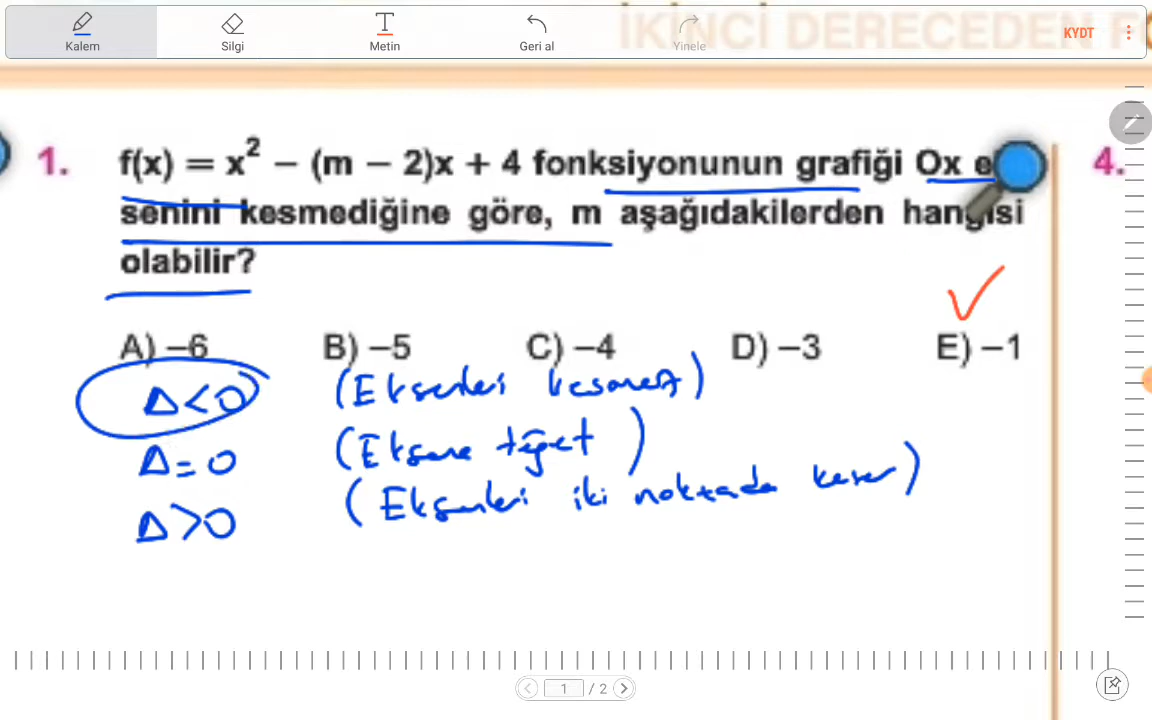 Kalem Silgi Metin Geri al Yinele KYDT
İKİNCİ DERECEDEN F
1. f(x) = x² − (m − 2)x + 4 fonksiyonunun grafiği Ox e
senini kesmediğine göre, m aşağıdakilerden hangisi
olabilir?
A) −6 B) −5 C) −4 D) −3 E) −1
Δ<0 (Eksenleri kesmez)
Δ=0 (Eksene teğet)
Δ>0 (Eksenleri iki noktada keser)
4.
1 / 2